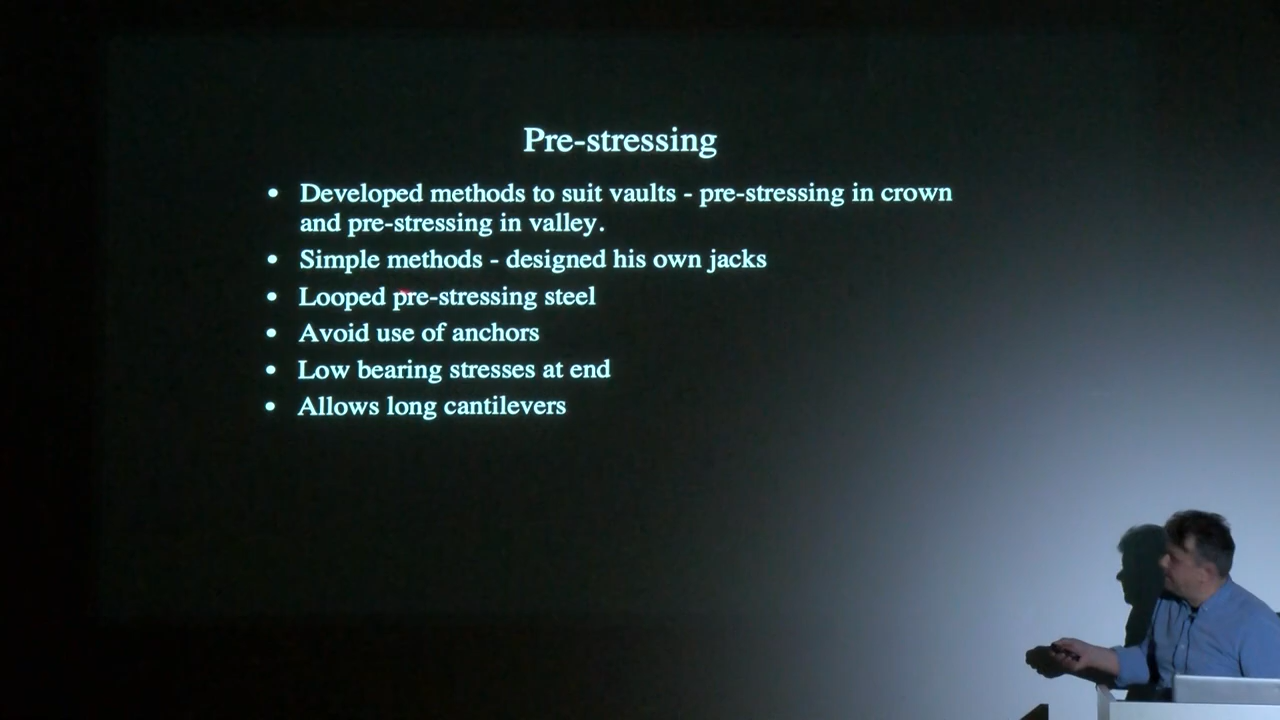 Pre-stressing
• Developed methods to suit vaults - pre-stressing in crown
and pre-stressing in valley.
• Simple methods - designed his own jacks
• Looped pre-stressing steel
• Avoid use of anchors
• Low bearing stresses at end
• Allows long cantilevers